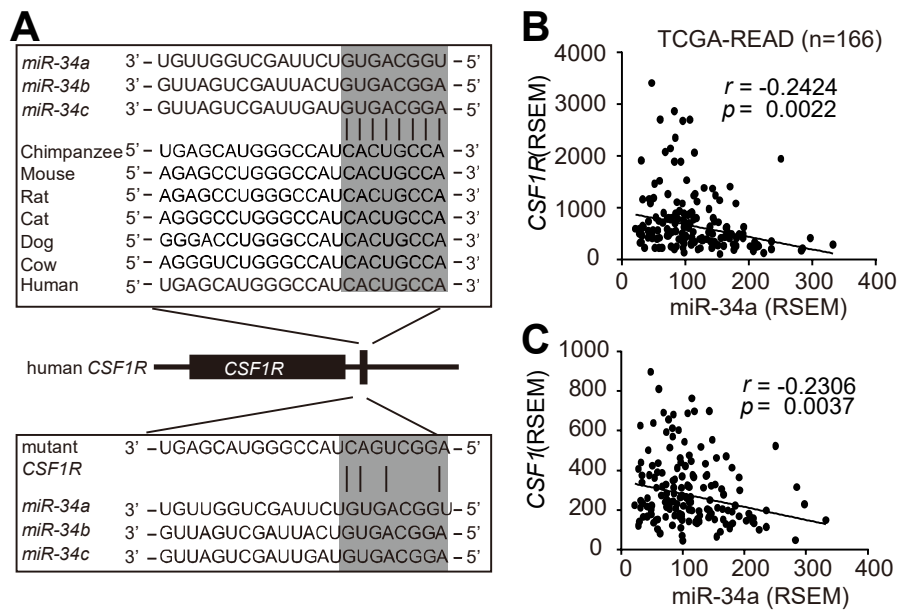 A
miR-34a 3’ – UGUUGGUCGAUUCUGUGACGGU – 5’
miR-34b 3’ – GUUAGUCGAUUACUGUGACGGA – 5’
miR-34c 3’ – GUUAGUCGAUUGAUGUGACGGA – 5’
Chimpanzee 5’ – UGAGCAUGGGCCAUCACUGCCA – 3’
Mouse 5’ – AGAGCCUGGGCCAUCACUGCCA – 3’
Rat 5’ – AGAGCCUGGGCCAUCACUGCCA – 3’
Cat 5’ – AGGGCCUGGGCCAUCACUGCCA – 3’
Dog 5’ – GGGACCUGGGCCAUCACUGCCA – 3’
Cow 5’ – AGGGUCUGGGCCAUCACUGCCA – 3’
Human 5’ – UGAGCAUGGGCCAUCACUGCCA – 3’
human CSF1R CSF1R
mutant 3’ – UGAGCAUGGGCCAUCAGUCGGA – 5’
CSF1R
miR-34a 3’ – UGUUGGUCGAUUCUGUGACGGU – 5’
miR-34b 3’ – GUUAGUCGAUUACUGUGACGGA – 5’
miR-34c 3’ – GUUAGUCGAUUGAUGUGACGGA – 5’
B
TCGA-READ (n=166)
r = -0.2424
p = 0.0022
CSF1R(RSEM)
4000
3000
2000
1000
0
0 100 200 300 400
miR-34a (RSEM)
C
r = -0.2306
p = 0.0037
CSF1(RSEM)
1000
800
600
400
200
0
0 100 200 300 400
miR-34a (RSEM)